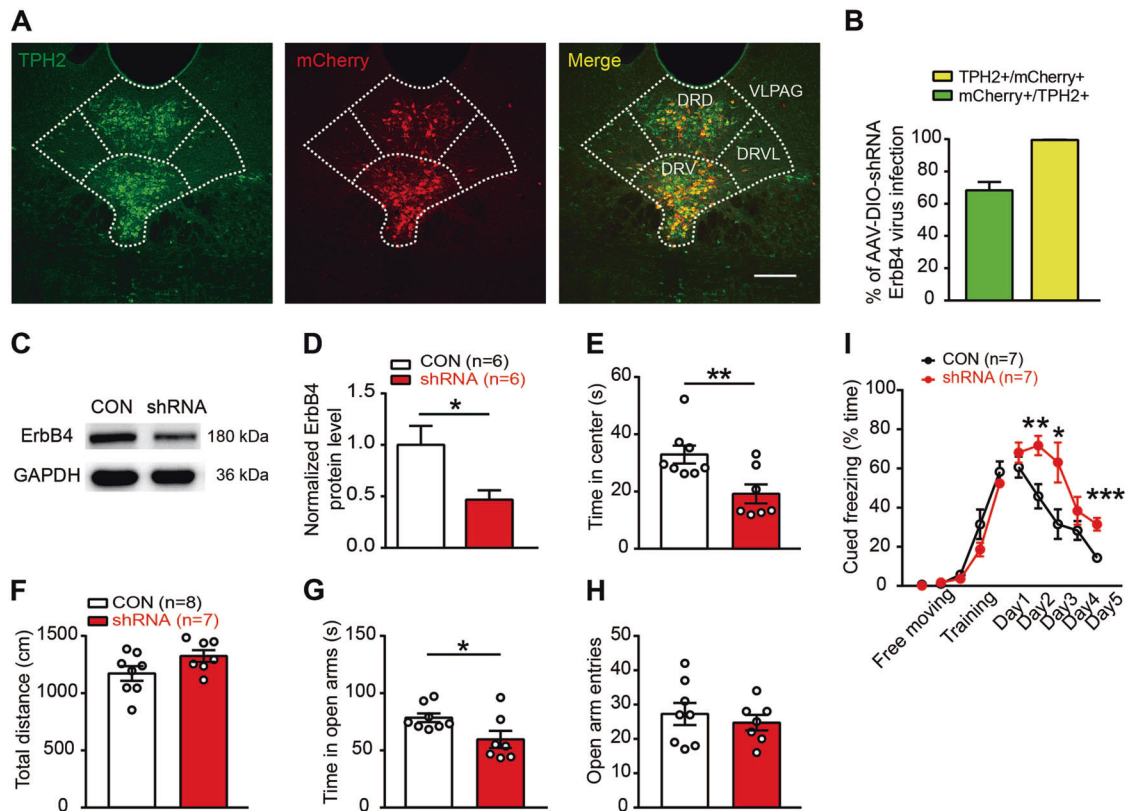 A
TPH2
mCherry
Merge
DRD
VLPAG
DRV
DRVL
B
TPH2+/mCherry+
mCherry+/TPH2+
% of AAV-DIO-shRNA
ErbB4 virus infection
100
80
60
40
20
0
C
CON shRNA
ErbB4
180 kDa
GAPDH
36 kDa
D
CON (n=6)
shRNA (n=6)
Normalized ErbB4
protein level
1.5
1.0
0.5
0.0
*
E
Time in center (s)
60
40
20
0
**
I
CON (n=7)
shRNA (n=7)
Cued freezing (% time)
100
80
60
40
20
0
**
*
***
Free moving
Training
Day1
Day2
Day3
Day4
Day5
F
CON (n=8)
shRNA (n=7)
Total distance (cm)
1500
1000
500
0
G
Time in open arms (s)
150
100
50
0
*
H
Open arm entries
50
40
30
20
10
0